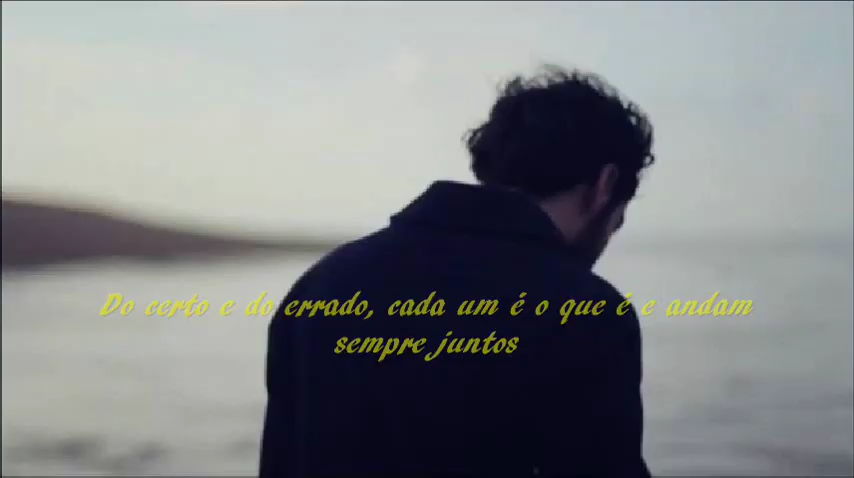 Do certo e do errado, cada um é o que é e andam
sempre juntos